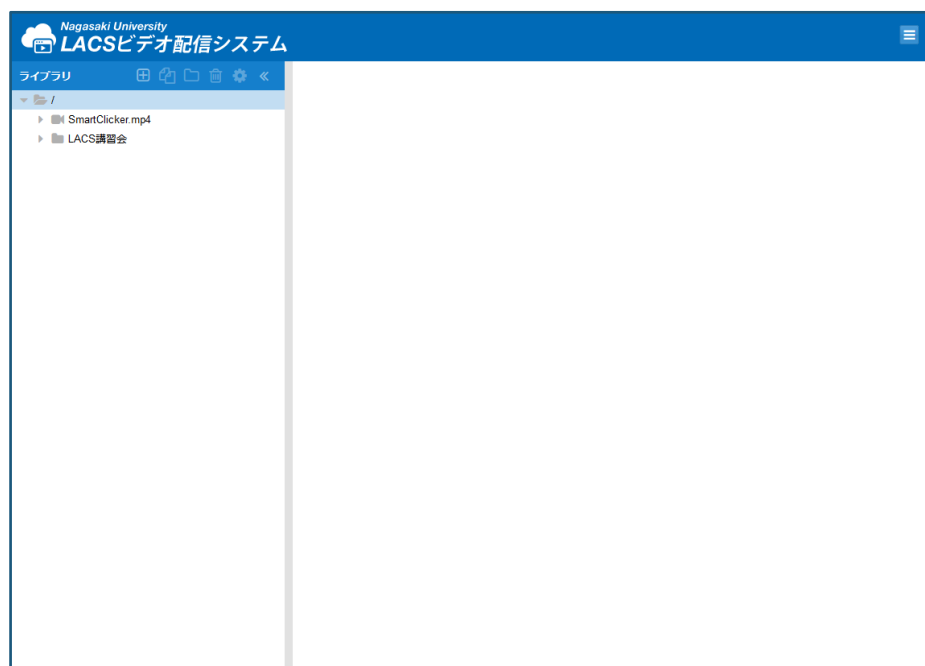 Nagasaki University
LACSビデオ配信システム
ライブラリ
/
SmartClicker.mp4
LACS講習会